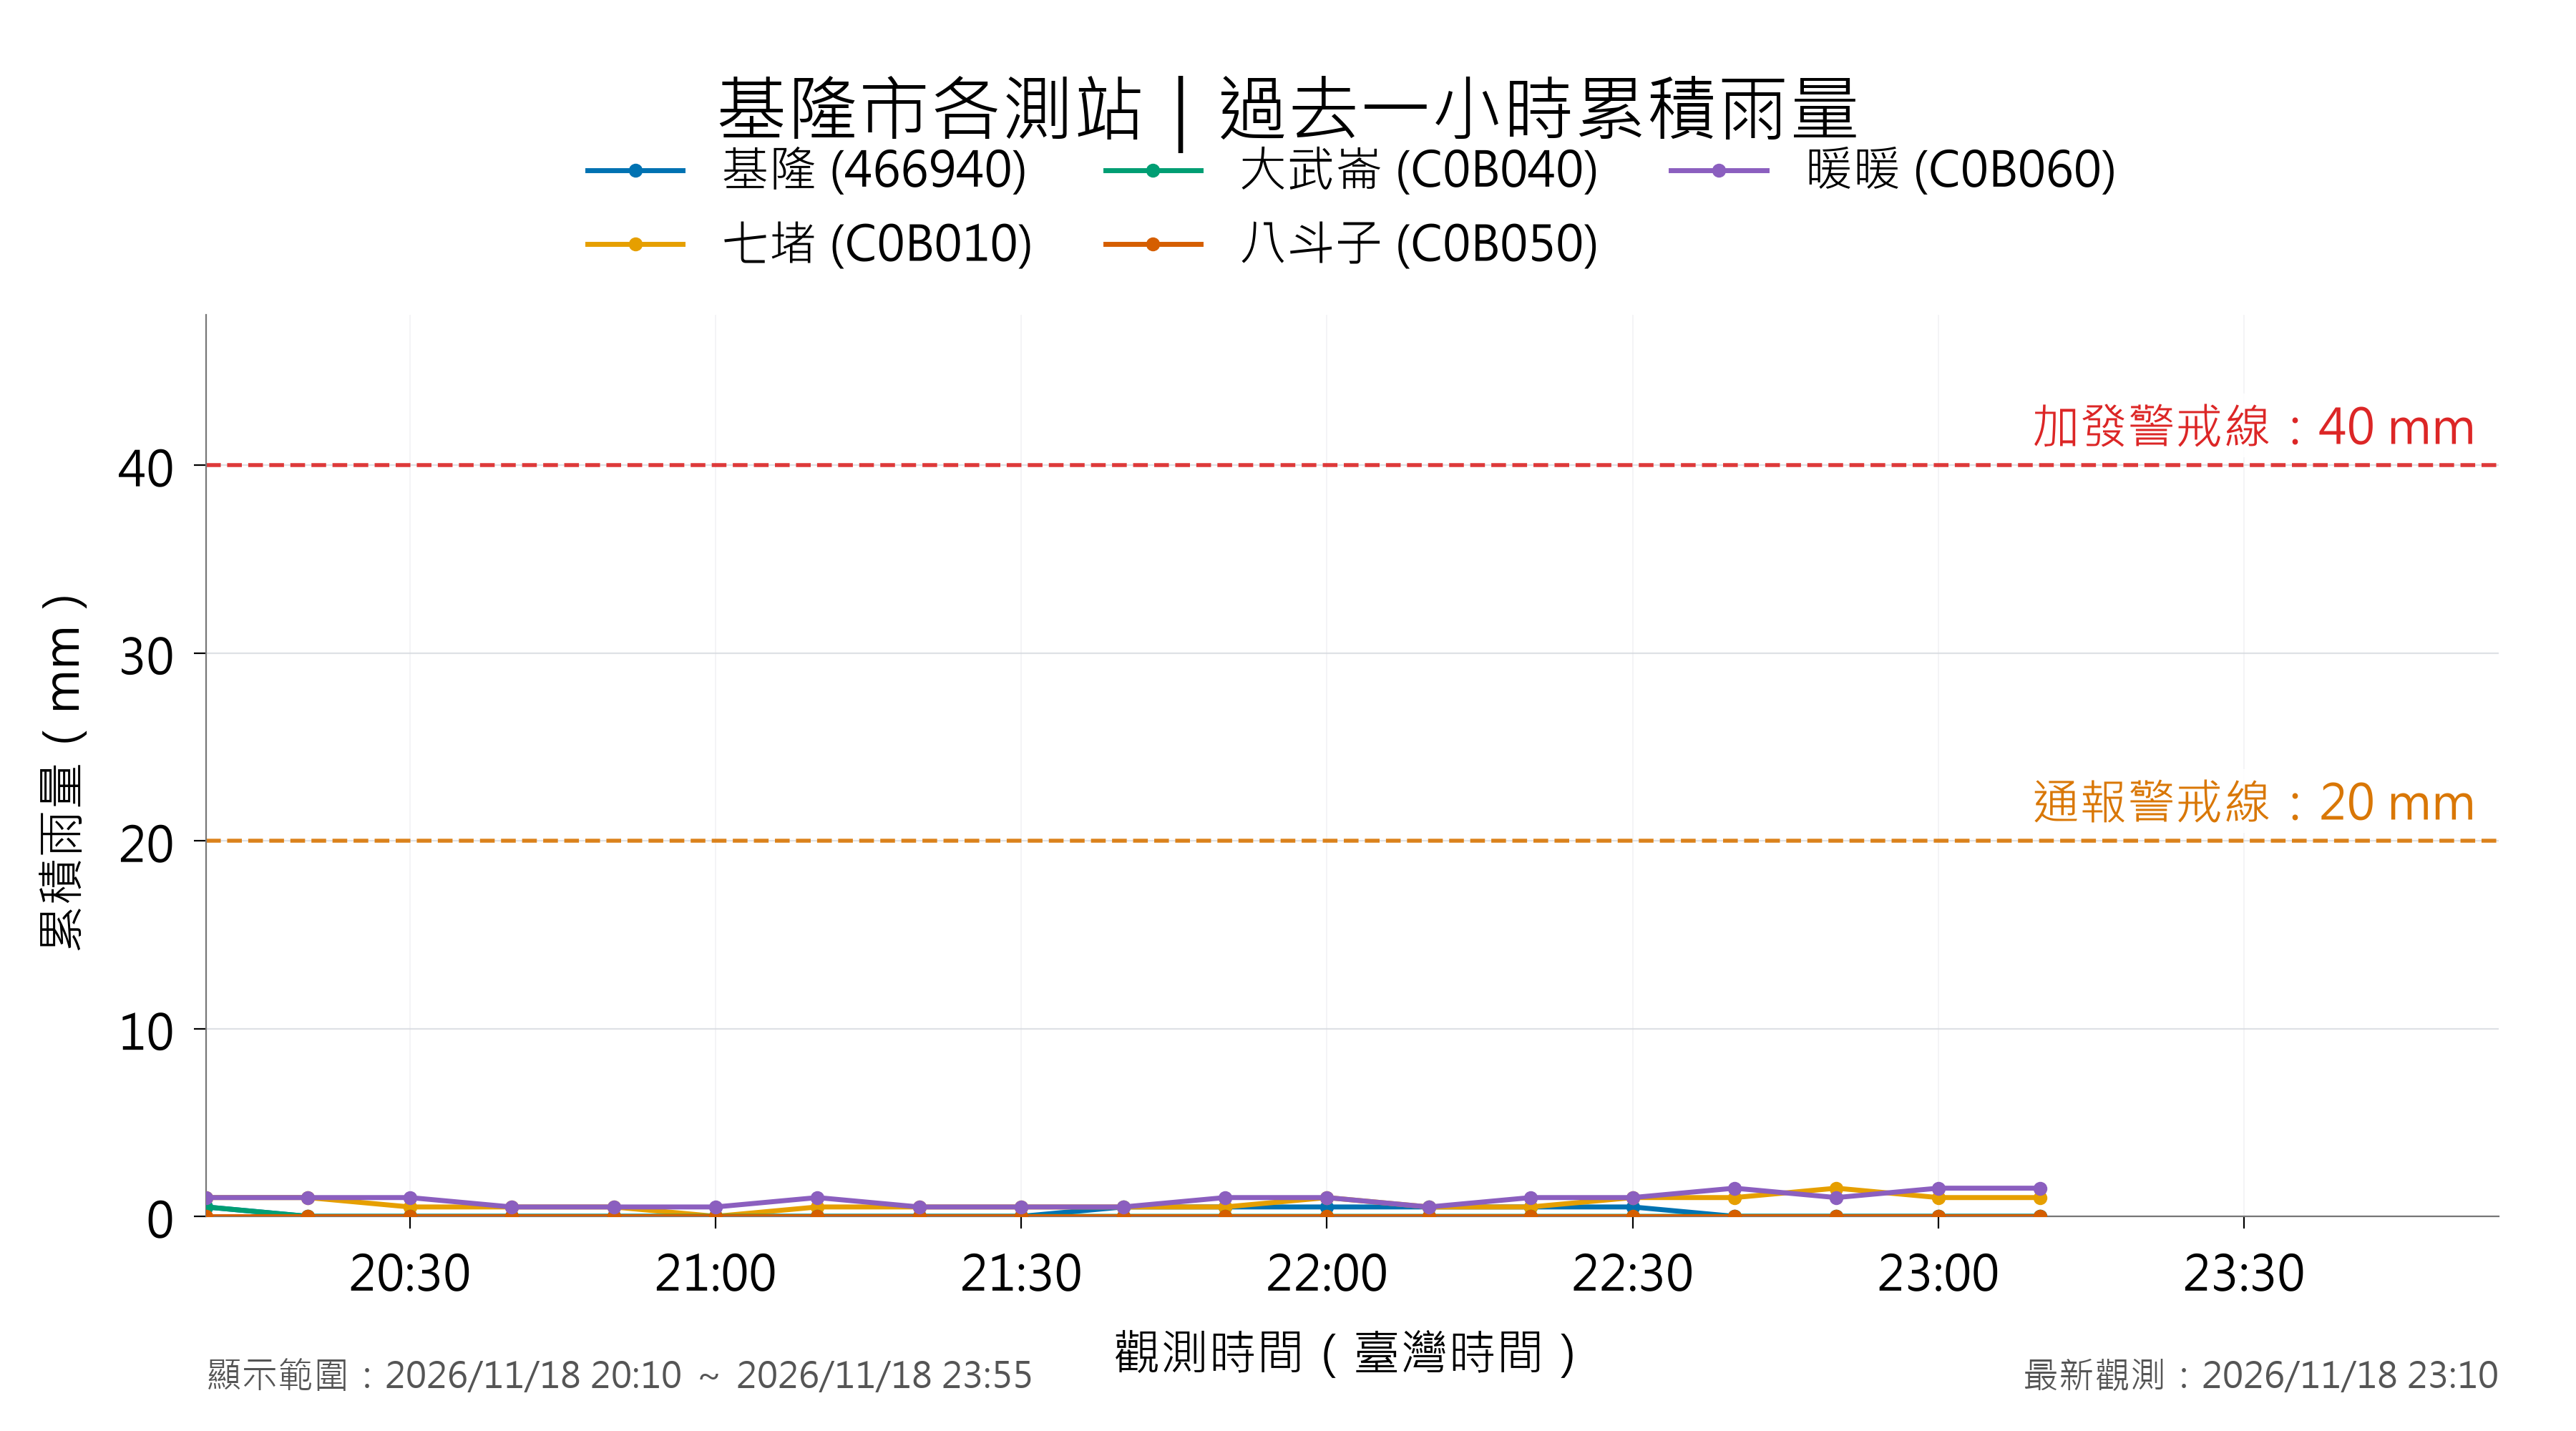 基隆市各測站｜過去一小時累積雨量
基隆 (466940)
大武崙 (C0B040)
暖暖 (C0B060)
七堵 (C0B010)
八斗子 (C0B050)
累積雨量（mm）
40
30
20
10
0
加發警戒線：40 mm
通報警戒線：20 mm
20:30
21:00
21:30
22:00
22:30
23:00
23:30
觀測時間（臺灣時間）
顯示範圍：2026/11/18 20:10 ~ 2026/11/18 23:55
最新觀測：2026/11/18 23:10